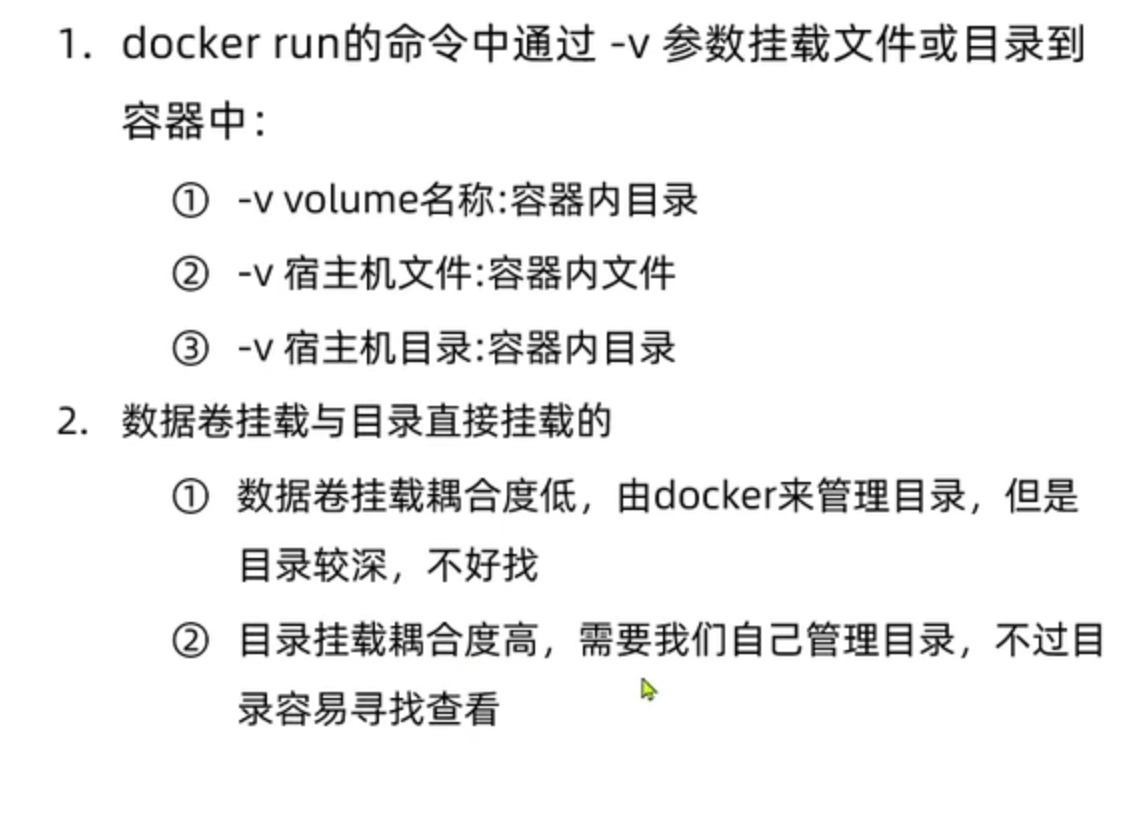 1. docker run的命令中通过 -v 参数挂载文件或目录到
容器中：
① -v volume名称:容器内目录
② -v 宿主机文件:容器内文件
③ -v 宿主机目录:容器内目录
2. 数据卷挂载与目录直接挂载的
① 数据卷挂载耦合度低，由docker来管理目录，但是
目录较深，不好找
② 目录挂载耦合度高，需要我们自己管理目录，不过目
录容易寻找查看